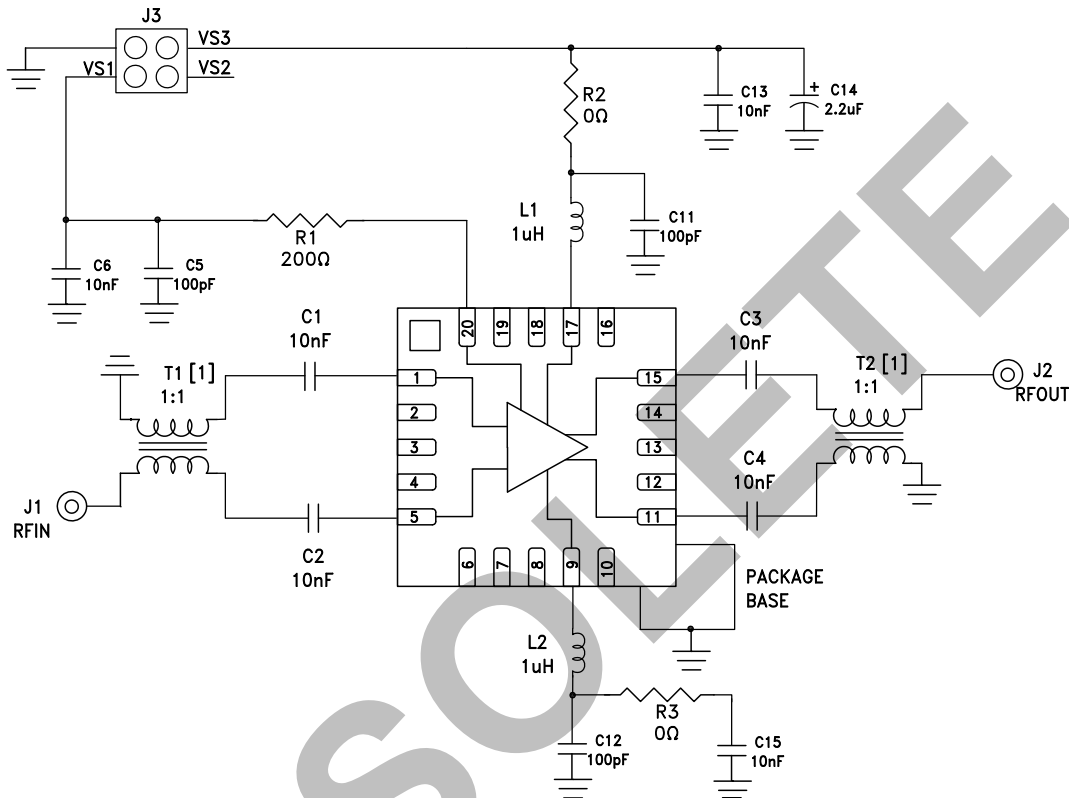 J3
VS3
VS1
VS2
R2
0Ω
C13
10nF
+
C14
2.2uF
L1
1uH
C11
100pF
R1
200Ω
C6
10nF
C5
100pF
C1
10nF
20
19
18
17
16
C3
10nF
T1 [1]
1:1
T2 [1]
1:1
J2
RFOUT
1
2
3
4
5
15
14
13
12
11
C4
10nF
J1
RFIN
C2
10nF
6
7
8
9
10
PACKAGE
BASE
L2
1uH
R3
0Ω
C12
100pF
C15
10nF
SOLETE